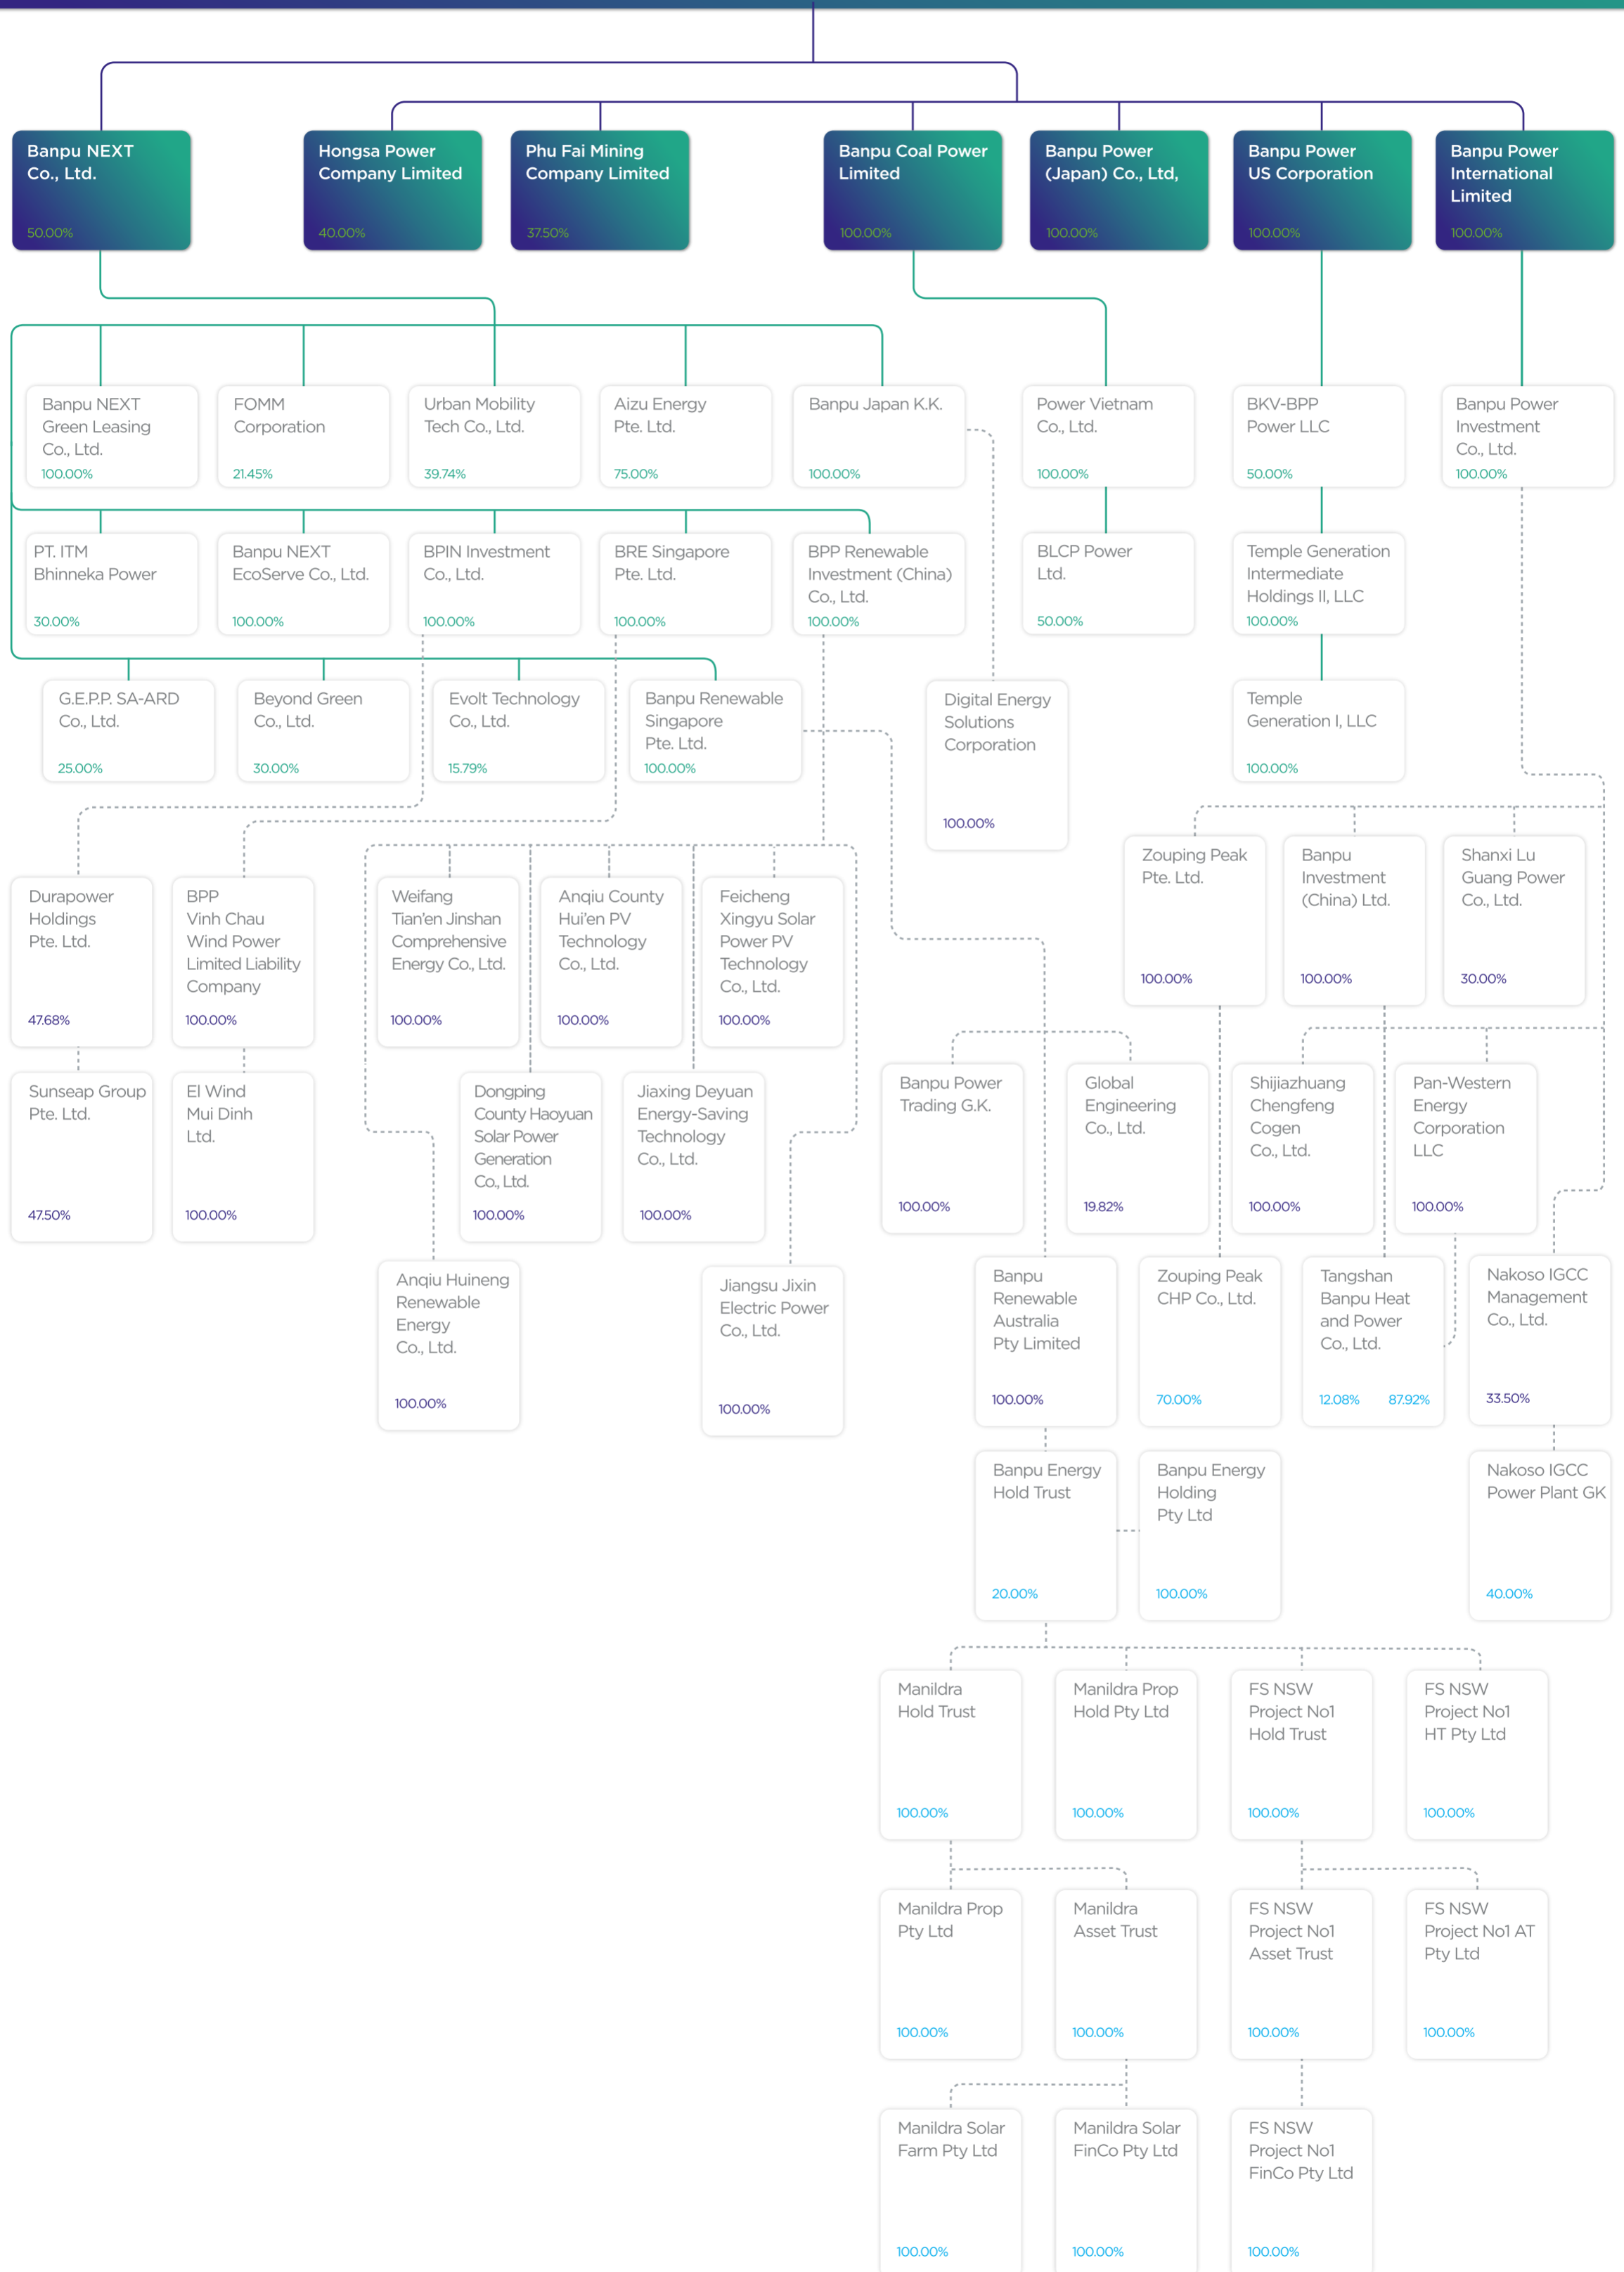 Banpu NEXT
Co., Ltd.
50.00%
Hongsa Power
Company Limited
40.00%
Phu Fai Mining
Company Limited
37.50%
Banpu Coal Power
Limited
100.00%
Banpu Power
(Japan) Co., Ltd,
100.00%
Banpu Power
US Corporation
100.00%
Banpu Power
International
Limited
100.00%
Banpu NEXT
Green Leasing
Co., Ltd.
100.00%
FOMM
Corporation
21.45%
Urban Mobility
Tech Co., Ltd.
39.74%
Aizu Energy
Pte. Ltd.
75.00%
Banpu Japan K.K.
100.00%
Power Vietnam
Co., Ltd.
100.00%
BKV-BPP
Power LLC
50.00%
Banpu Power
Investment
Co., Ltd.
100.00%
PT. ITM
Bhinneka Power
30.00%
Banpu NEXT
EcoServe Co., Ltd.
100.00%
BPIN Investment
Co., Ltd.
100.00%
BRE Singapore
Pte. Ltd.
100.00%
BPP Renewable
Investment (China)
Co., Ltd.
100.00%
BLCP Power
Ltd.
50.00%
Temple Generation
Intermediate
Holdings II, LLC
100.00%
G.E.P.P. SA-ARD
Co., Ltd.
25.00%
Beyond Green
Co., Ltd.
30.00%
Evolt Technology
Co., Ltd.
15.79%
Banpu Renewable
Singapore
Pte. Ltd.
100.00%
Digital Energy
Solutions
Corporation
100.00%
Temple
Generation I, LLC
100.00%
Zouping Peak
Pte. Ltd.
100.00%
Banpu
Investment
(China) Ltd.
100.00%
Shanxi Lu
Guang Power
Co., Ltd.
30.00%
Durapower
Holdings
Pte. Ltd.
47.68%
BPP
Vinh Chau
Wind Power
Limited Liability
Company
100.00%
Weifang
Tian'en Jinshan
Comprehensive
Energy Co., Ltd.
100.00%
Anqiu County
Hui'en PV
Technology
Co., Ltd.
100.00%
Feicheng
Xingyu Solar
Power PV
Technology
Co., Ltd.
100.00%
Sunseap Group
Pte. Ltd.
47.50%
El Wind
Mui Dinh
Ltd.
100.00%
Dongping
County Haoyuan
Solar Power
Generation
Co., Ltd.
100.00%
Jiaxing Deyuan
Energy-Saving
Technology
Co., Ltd.
100.00%
Banpu Power
Trading G.K.
100.00%
Global
Engineering
Co., Ltd.
19.82%
Shijiazhuang
Chengfeng
Cogen
Co., Ltd.
100.00%
Pan-Western
Energy
Corporation
LLC
100.00%
Anqiu Huineng
Renewable
Energy
Co., Ltd.
100.00%
Jiangsu Jixin
Electric Power
Co., Ltd.
100.00%
Banpu
Renewable
Australia
Pty Limited
100.00%
Zouping Peak
CHP Co., Ltd.
70.00%
Tangshan
Banpu Heat
and Power
Co., Ltd.
12.08% 87.92%
Nakoso IGCC
Management
Co., Ltd.
33.50%
Banpu Energy
Hold Trust
20.00%
Banpu Energy
Holding
Pty Ltd
100.00%
Nakoso IGCC
Power Plant GK
40.00%
Manildra
Hold Trust
100.00%
Manildra Prop
Hold Pty Ltd
100.00%
FS NSW
Project No1
Hold Trust
100.00%
FS NSW
Project No1
HT Pty Ltd
100.00%
Manildra Prop
Pty Ltd
100.00%
Manildra
Asset Trust
100.00%
FS NSW
Project No1
Asset Trust
100.00%
FS NSW
Project No1 AT
Pty Ltd
100.00%
Manildra Solar
Farm Pty Ltd
100.00%
Manildra Solar
FinCo Pty Ltd
100.00%
FS NSW
Project No1
FinCo Pty Ltd
100.00%